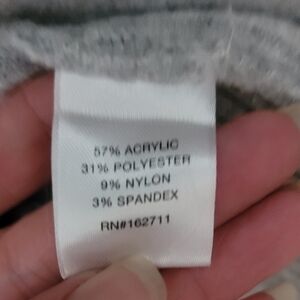 57% ACRYLIC
31% POLYESTER
9% NYLON
3% SPANDEX
RN#162711